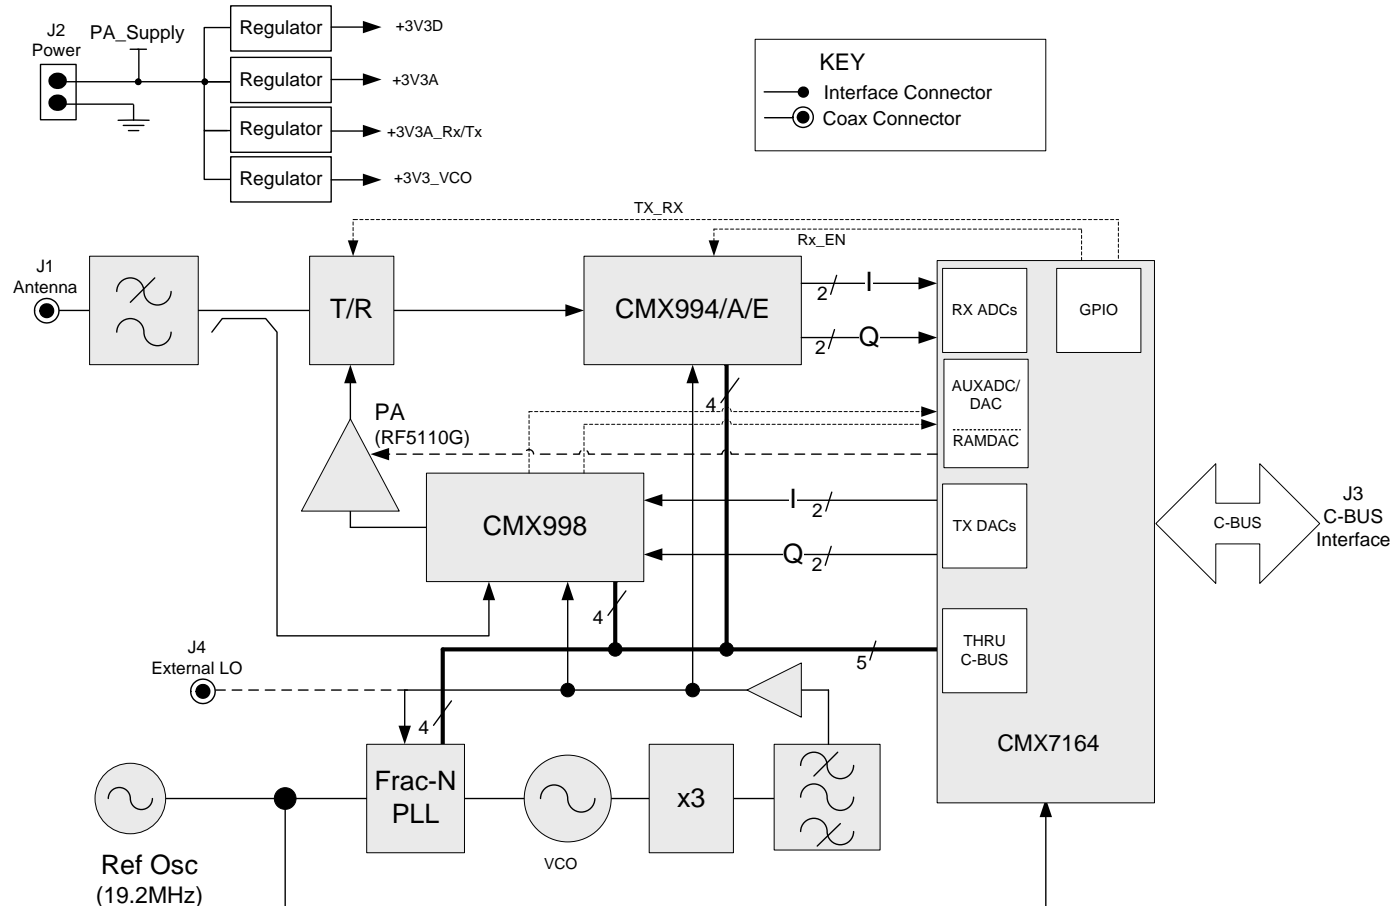 J2
Power
PA_Supply
Regulator
+3V3D
Regulator
+3V3A
Regulator
+3V3A_Rx/Tx
Regulator
+3V3_VCO
KEY
Interface Connector
Coax Connector
TX_RX
Rx_EN
J1
Antenna
T/R
CMX994/A/E
2
I
2
Q
RX ADCs
GPIO
4
AUXADC/
DAC
RAMDAC
PA
(RF5110G)
CMX998
I
2
Q
2
TX DACs
C-BUS
J3
C-BUS
Interface
4
5
THRU
C-BUS
J4
External LO
4
CMX7164
Frac-N
PLL
x3
VCO
Ref Osc
(19.2MHz)